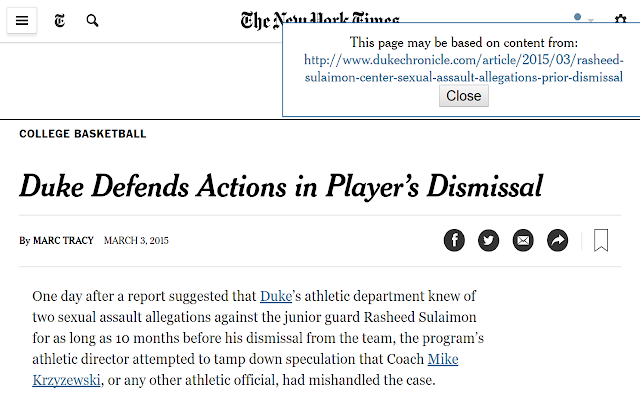 The New York Times
This page may be based on content from:
http://www.dukechronicle.com/article/2015/03/rasheed-
sulaimon-center-sexual-assault-allegations-prior-dismissal
Close
COLLEGE BASKETBALL
Duke Defends Actions in Player's Dismissal
By MARC TRACY MARCH 3, 2015
One day after a report suggested that Duke's athletic department knew of
two sexual assault allegations against the junior guard Rasheed Sulaimon
for as long as 10 months before his dismissal from the team, the program's
athletic director attempted to tamp down speculation that Coach Mike
Krzyzewski, or any other athletic official, had mishandled the case.